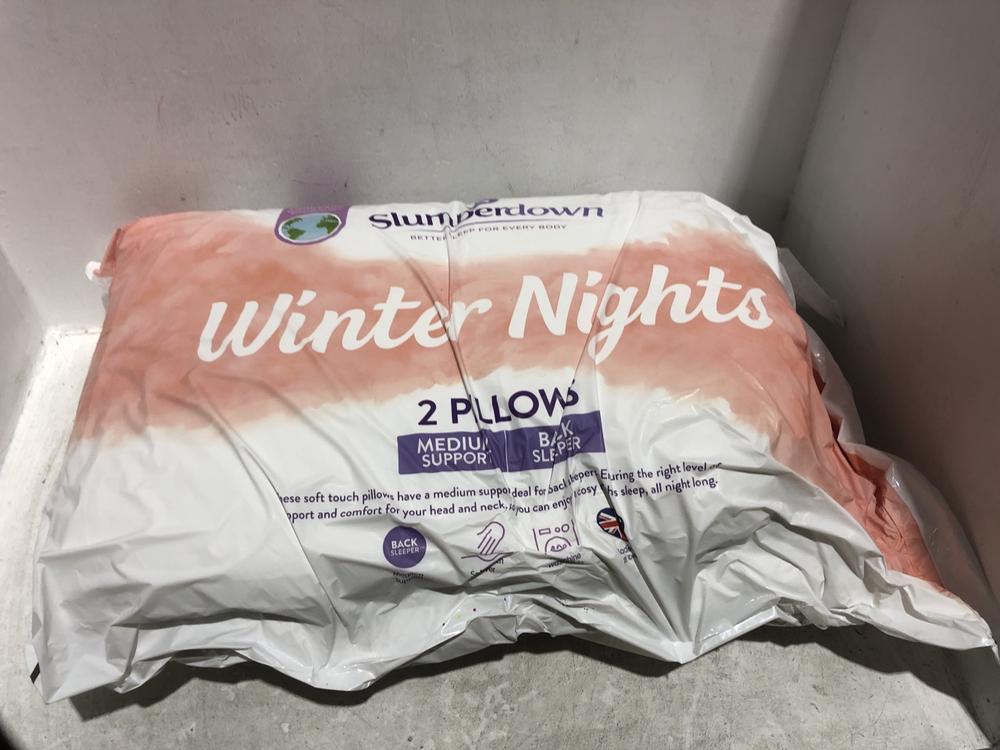 Slumberdown
BETTER SLEEP FOR EVERY BODY
Winter Nights
2 PILLOWS
MEDIUM SUPPORT
BACK SLEEPER
these soft touch pillows have a medium support ideal for back sleepers. Ensuring the right level of
support and comfort for your head and neck, so you can enjoy a cosy this sleep, all night long.
BACK
SLEEPER